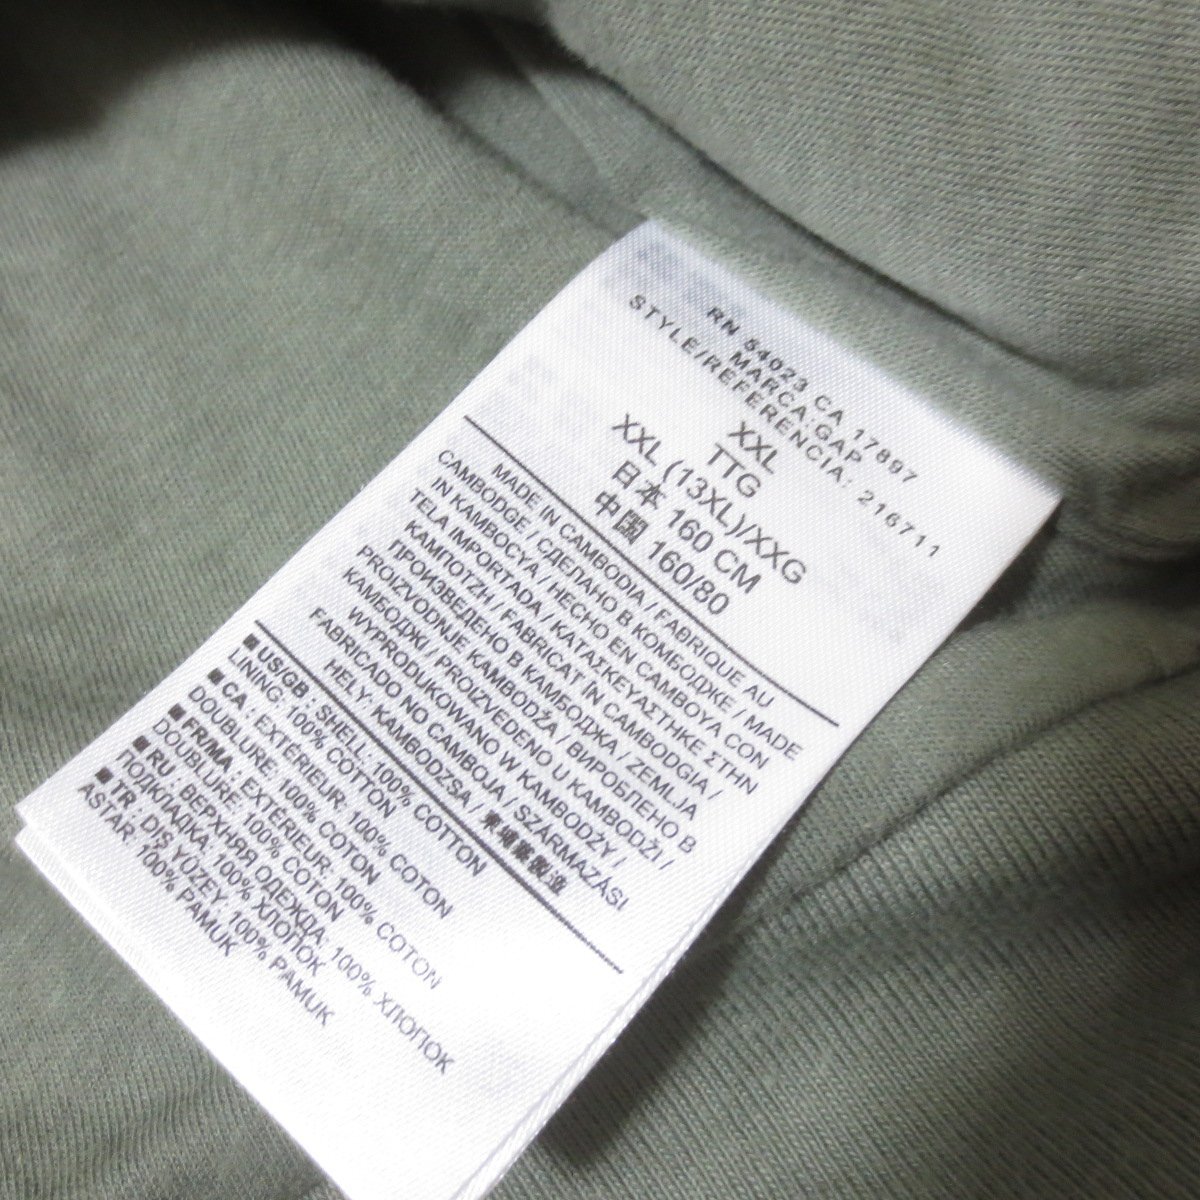 RN 54023 CA 17897
MARCA: GAP
STYLE/REFERENCIA: 216711
XXL
TTG
XXL (13XL)/XXG
日本 160 CM
中国 160/80
MADE IN CAMBODIA / FABRIQUE AU
CAMBODGE / СДЕЛАНО В КОМБОДЖЕ / MADE
IN KAMBOCYA / HECHO EN CAMBOYA CON
TELA IMPORTADA / ΚΑΤΑΣΚΕΥΑΣΤΗΚΕ ΣΤΗΝ
ΚΑΜΠΟΤΖΗ / FABRICAT IN CAMBODGIA /
ПРОИЗВЕДЕНО В КАМБОДЖА / ZEMLJA
PROIZVODNJE KAMBODŽA / ВИРОБЛЕНО В
КАМБОДЖІ / PROIZVEDENO U KAMBODŽI /
WYPRODUKOWANO W KAMBODŻY /
FABRICADO NO CAMBOJA / SZÁRMAZÁSI
HELY: KAMBODZSA / 柬埔寨製造
US/GB : SHELL: 100% COTTON
LINING: 100% COTTON
CA : EXTÉRIEUR: 100% COTON
DOUBLURE: 100% COTON
FR/MA : EXTÉRIEUR: 100% COTON
DOUBLURE: 100% COTON
RU : ВЕРХНЯЯ ОДЕЖДА: 100% ХЛОПОК
ПОДКЛАДКА: 100% ХЛОПОК
TR : DIŞ YÜZEY: 100% PAMUK
ASTAR: 100% PAMUK